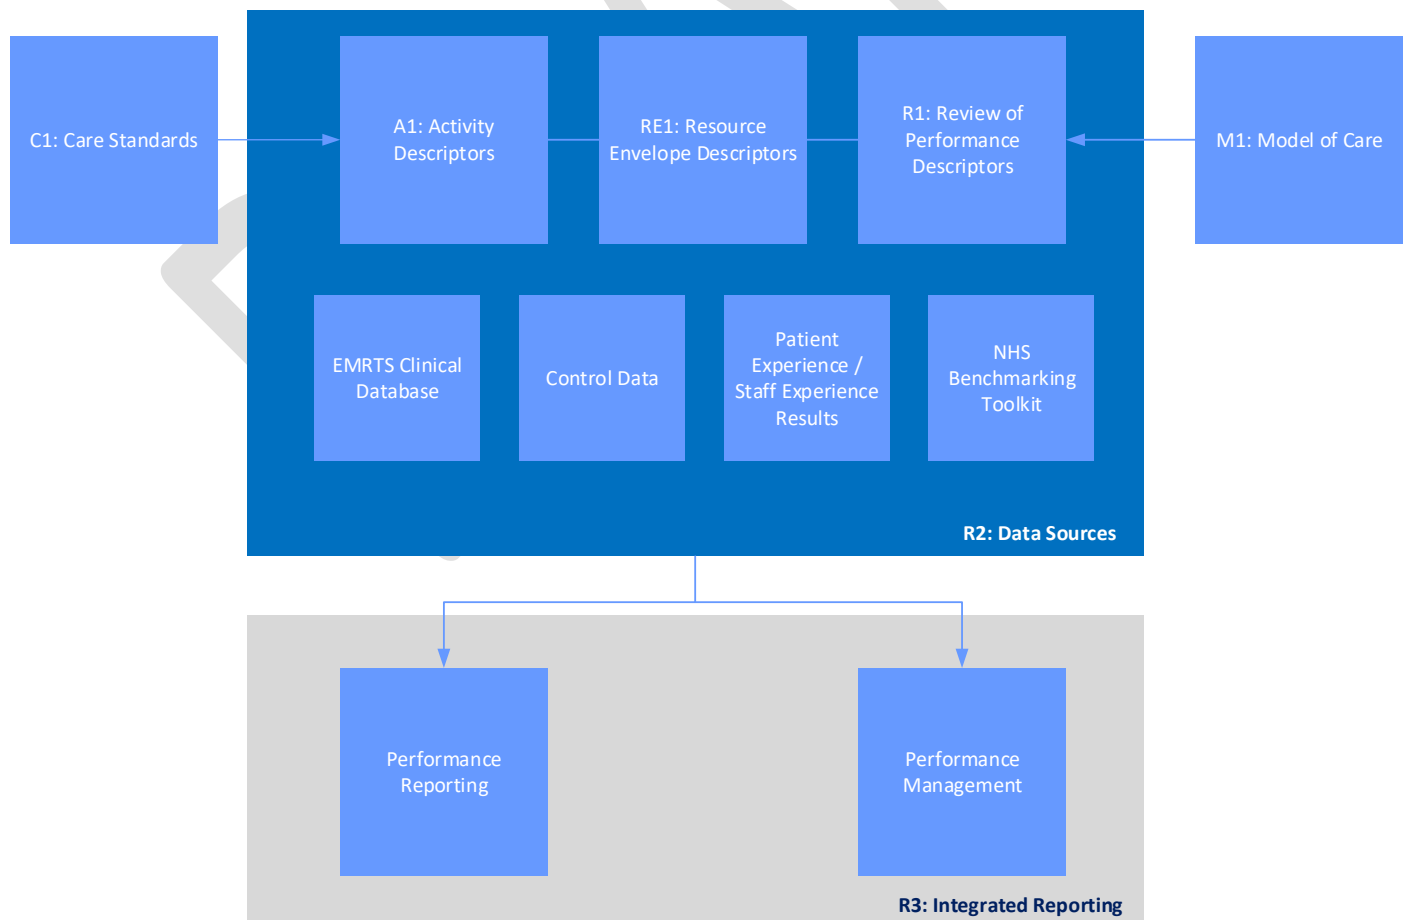 C1: Care Standards
A1: Activity
Descriptors
RE1: Resource
Envelope Descriptors
R1: Review of
Performance
Descriptors
M1: Model of Care
EMRTS Clinical
Database
Control Data
Patient
Experience /
Staff Experience
Results
NHS
Benchmarking
Toolkit
R2: Data Sources
Performance
Reporting
Performance
Management
R3: Integrated Reporting